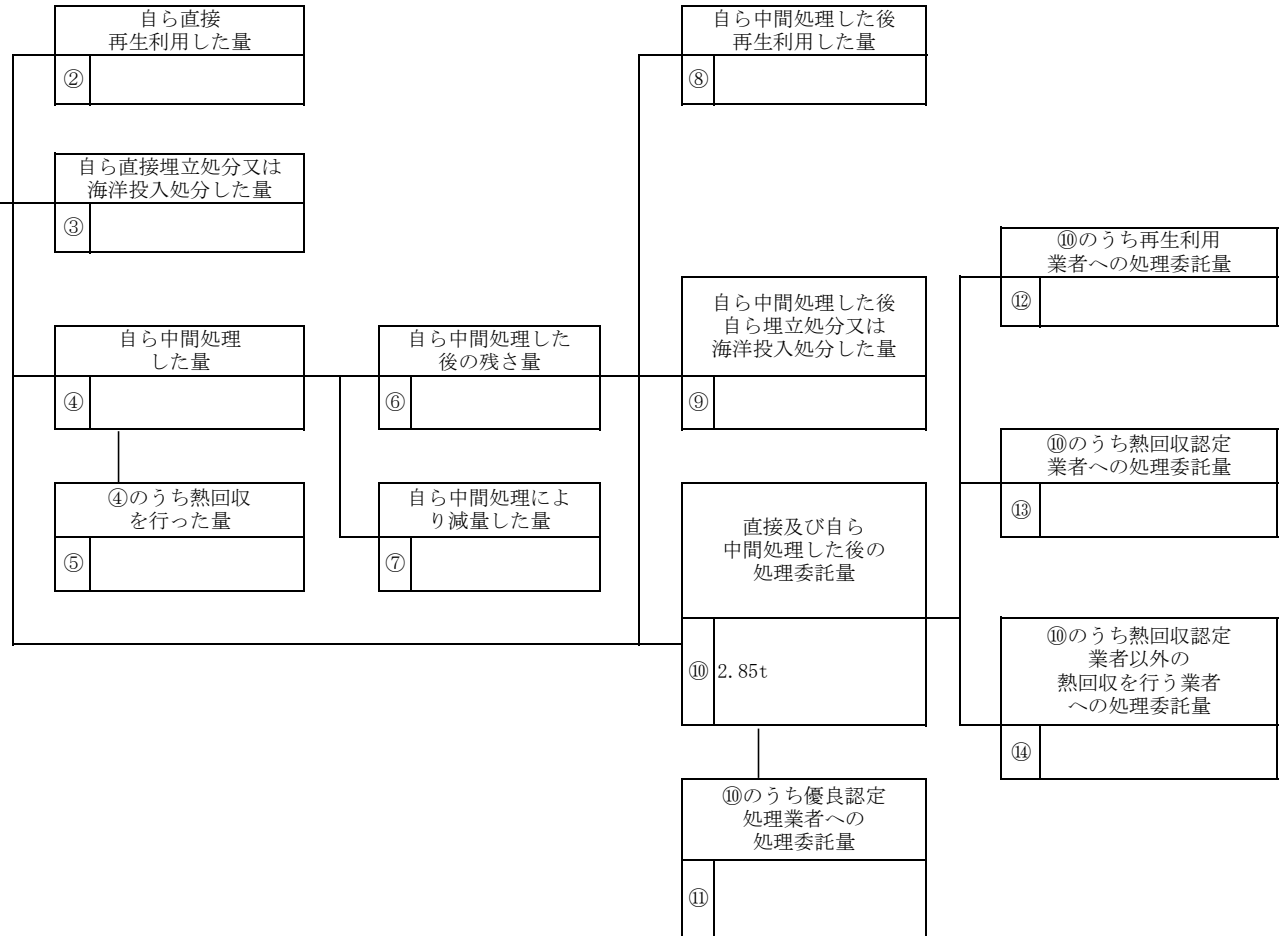 自ら直接
再生利用した量
②
自ら中間処理した後
再生利用した量
⑧
自ら直接埋立処分又は
海洋投入処分した量
③
⑩のうち再生利用
業者への処理委託量
⑫
自ら中間処理した後
自ら埋立処分又は
海洋投入処分した量
⑨
自ら中間処理
した量
④
自ら中間処理した
後の残さ量
⑥
⑩のうち熱回収認定
業者への処理委託量
⑬
④のうち熱回収
を行った量
⑤
自ら中間処理によ
り減量した量
⑦
直接及び自ら
中間処理した後の
処理委託量
⑩ 2.85t
⑩のうち熱回収認定
業者以外の
熱回収を行う業者
への処理委託量
⑭
⑩のうち優良認定
処理業者への
処理委託量
⑪